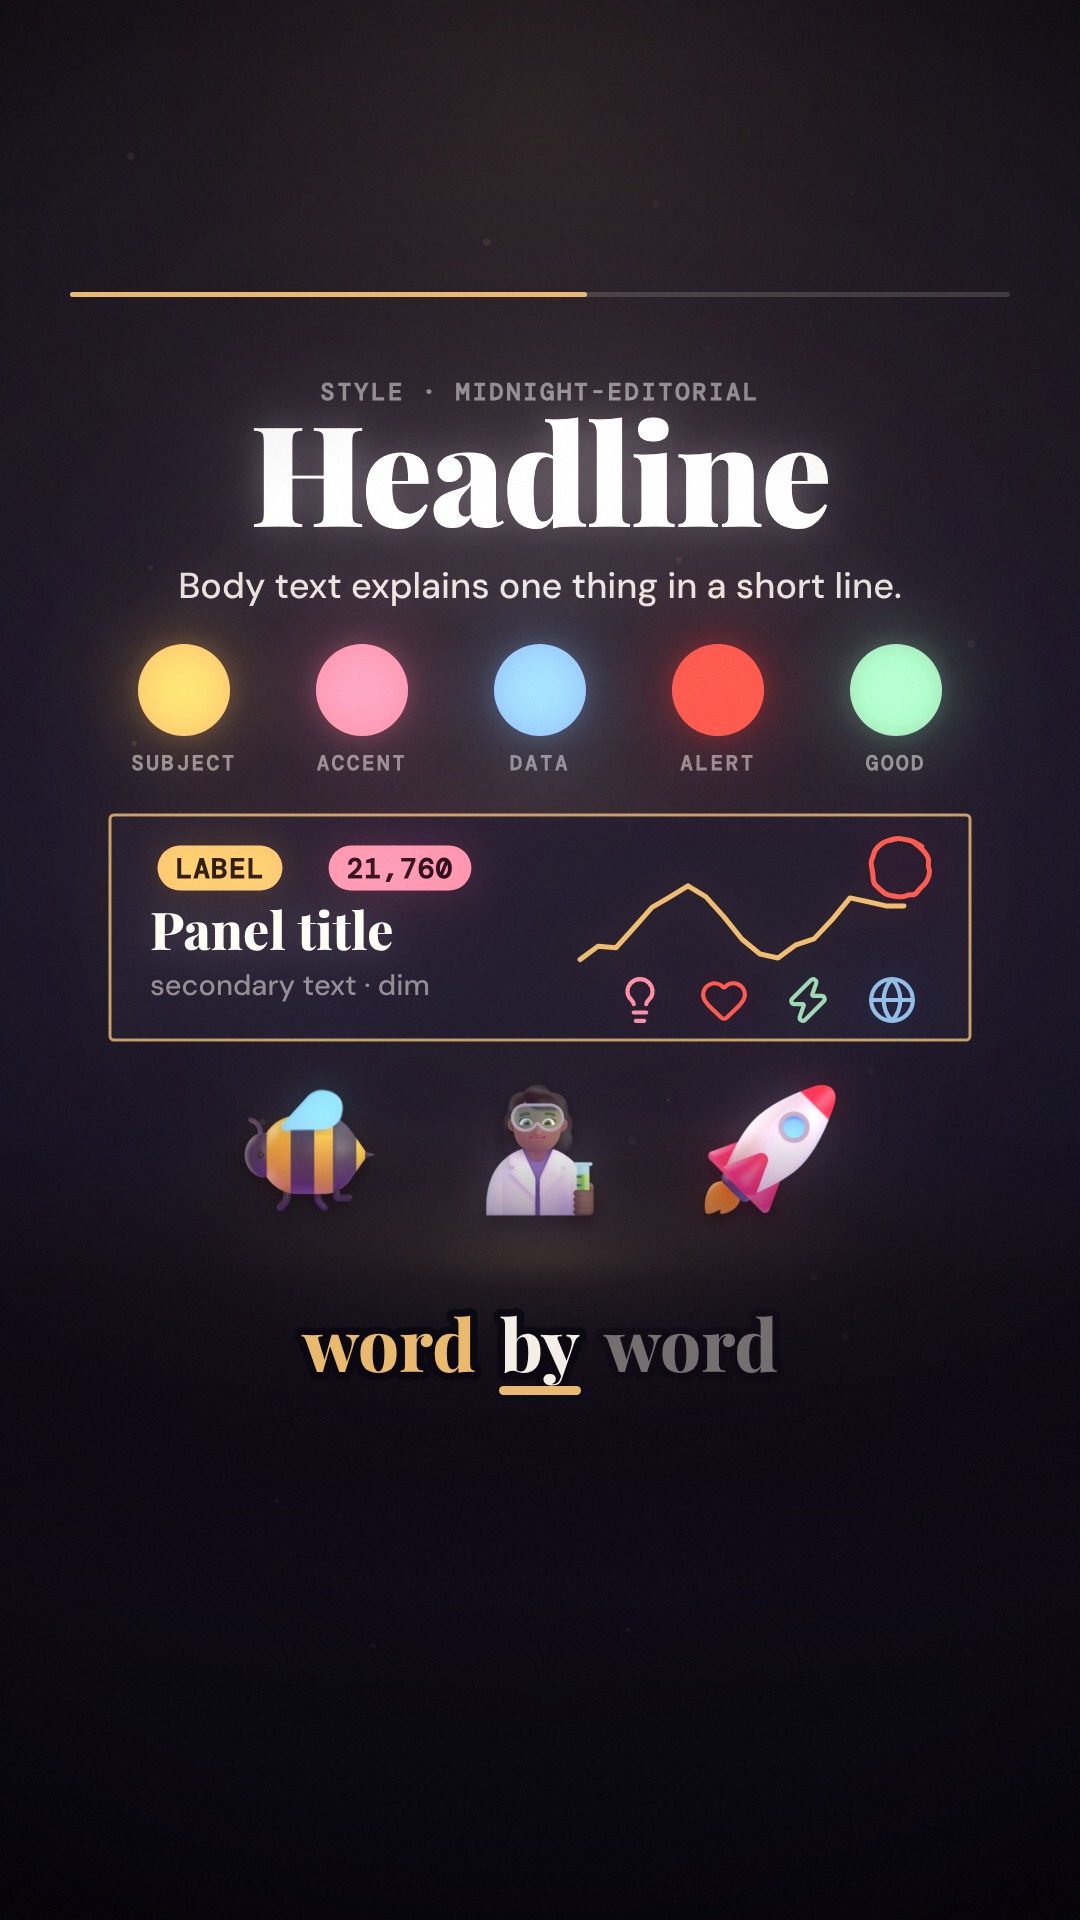 STYLE · MIDNIGHT-EDITORIAL
Headline
Body text explains one thing in a short line.
SUBJECT ACCENT DATA ALERT GOOD
LABEL 21,760
Panel title
secondary text · dim
word by word